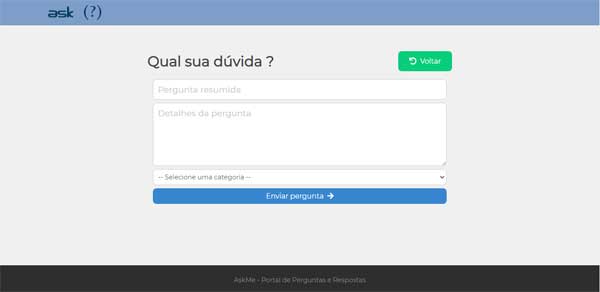 ask (?)
Qual sua dúvida ?
Voltar
Pergunta resumida
Detalhes da pergunta
-- Selecione uma categoria --
Enviar pergunta
AskMe - Portal de Perguntas e Respostas